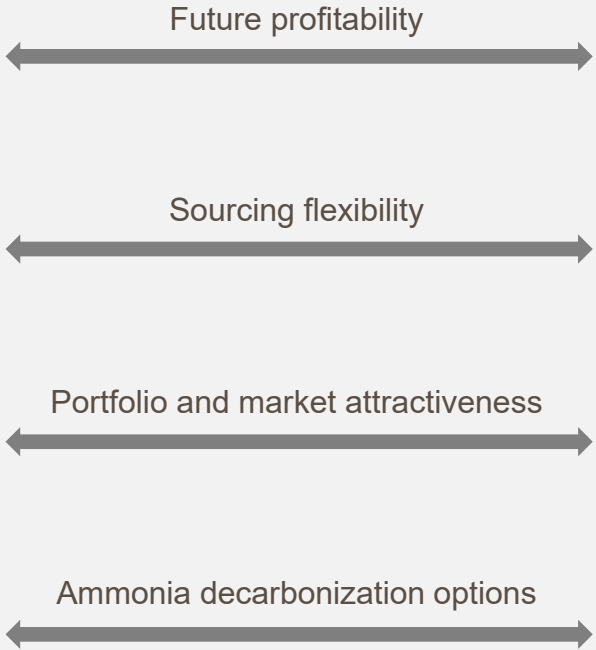 Future profitability
Sourcing flexibility
Portfolio and market attractiveness
Ammonia decarbonization options